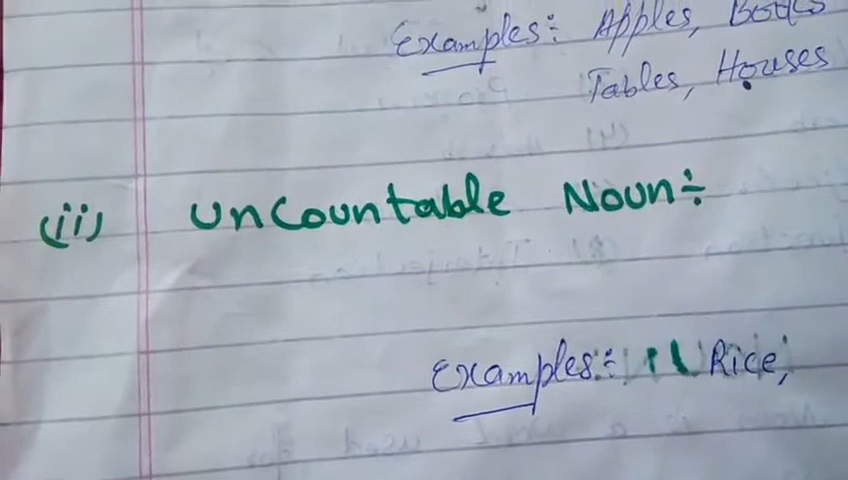 Examples÷ Apples, Books
Tables, Houses
(ii) Uncountable Noun÷
Examples÷ Rice,